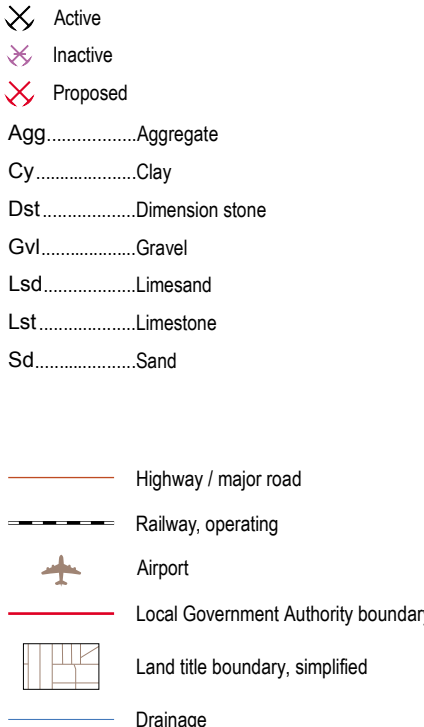 Active
Inactive
Proposed
Agg..................Aggregate
Cy.....................Clay
Dst...................Dimension stone
Gvl....................Gravel
Lsd...................Limesand
Lst....................Limestone
Sd.....................Sand
Highway / major road
Railway, operating
Airport
Local Government Authority boundary
Land title boundary, simplified
Drainage